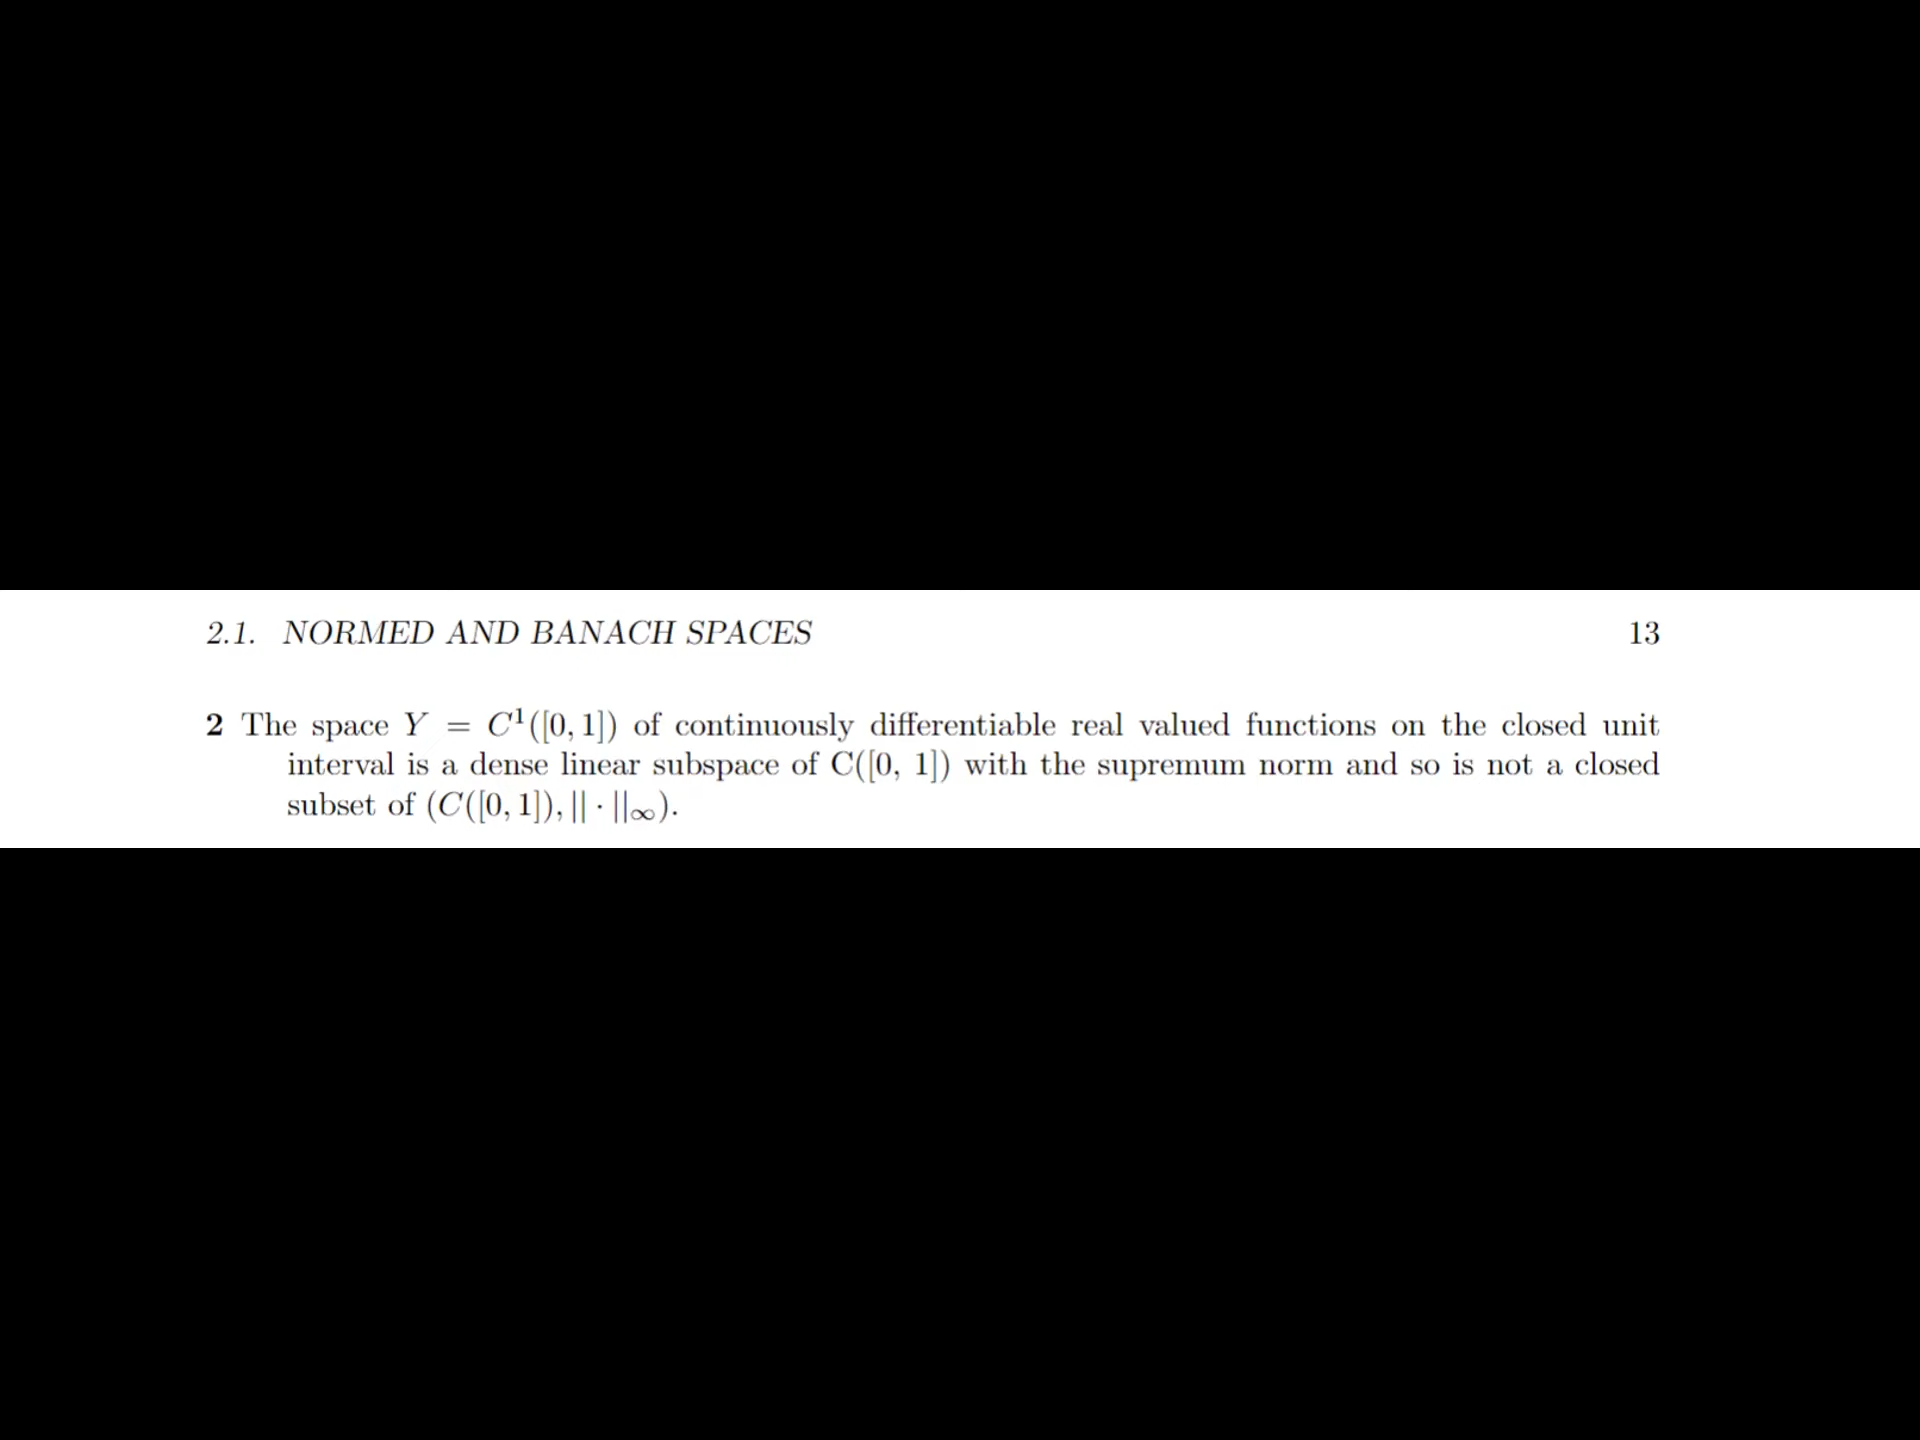 2.1. NORMED AND BANACH SPACES 13
2 The space Y = C¹([0, 1]) of continuously differentiable real valued functions on the closed unit
interval is a dense linear subspace of C([0, 1]) with the supremum norm and so is not a closed
subset of (C([0, 1]), || · ||∞).